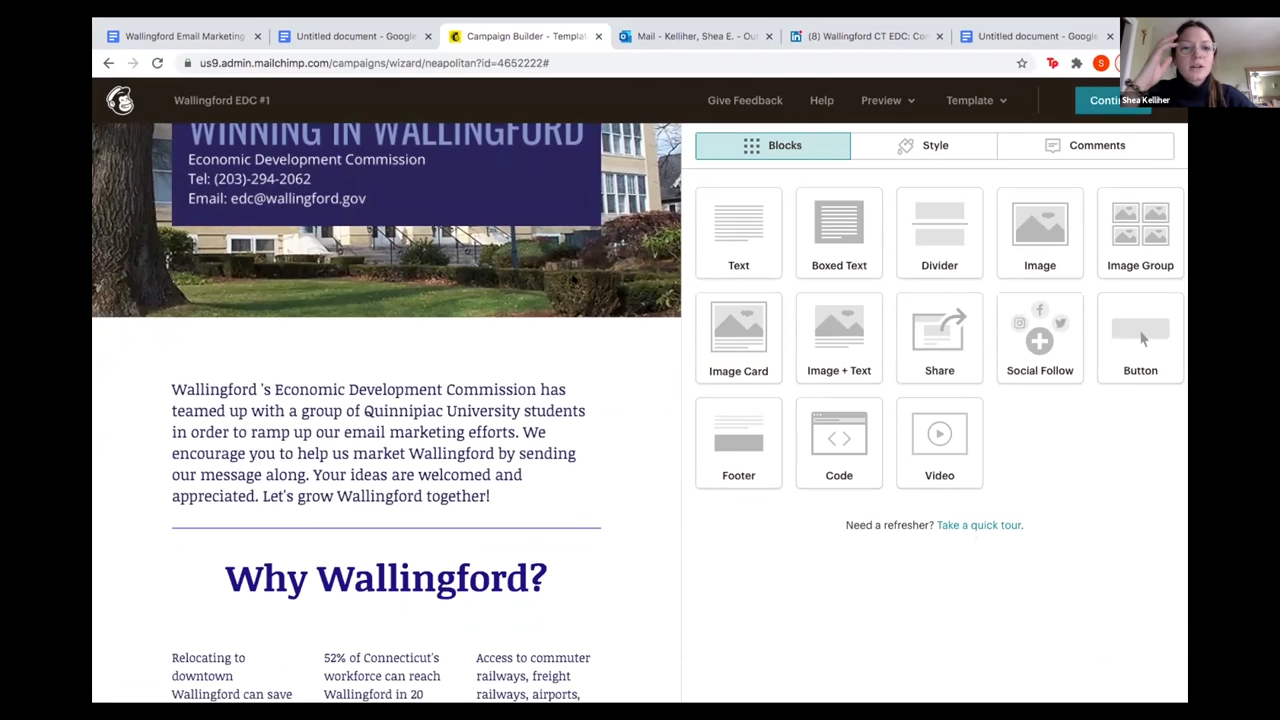 Wallingford Email Marketing
Untitled document - Google
Campaign Builder - Templa
Mail - Kelliher, Shea E. - Ou
(8) Wallingford CT EDC: Co
Untitled document - Google
us9.admin.mailchimp.com/campaigns/wizard/neapolitan?id=4652222#
Tp
S
Shea Kelliher
Wallingford EDC #1
Give Feedback
Help
Preview
Template
Conti
WINNING IN WALLINGFORD
Economic Development Commission
Tel: (203)-294-2062
Email: edc@wallingford.gov
Wallingford 's Economic Development Commission has
teamed up with a group of Quinnipiac University students
in order to ramp up our email marketing efforts. We
encourage you to help us market Wallingford by sending
our message along. Your ideas are welcomed and
appreciated. Let's grow Wallingford together!
Why Wallingford?
Relocating to
downtown
Wallingford can save
52% of Connecticut's
workforce can reach
Wallingford in 20
Access to commuter
railways, freight
railways, airports,
Blocks
Style
Comments
Text
Boxed Text
Divider
Image
Image Group
Image Card
Image + Text
Share
Social Follow
Button
Footer
Code
Video
Need a refresher? Take a quick tour.